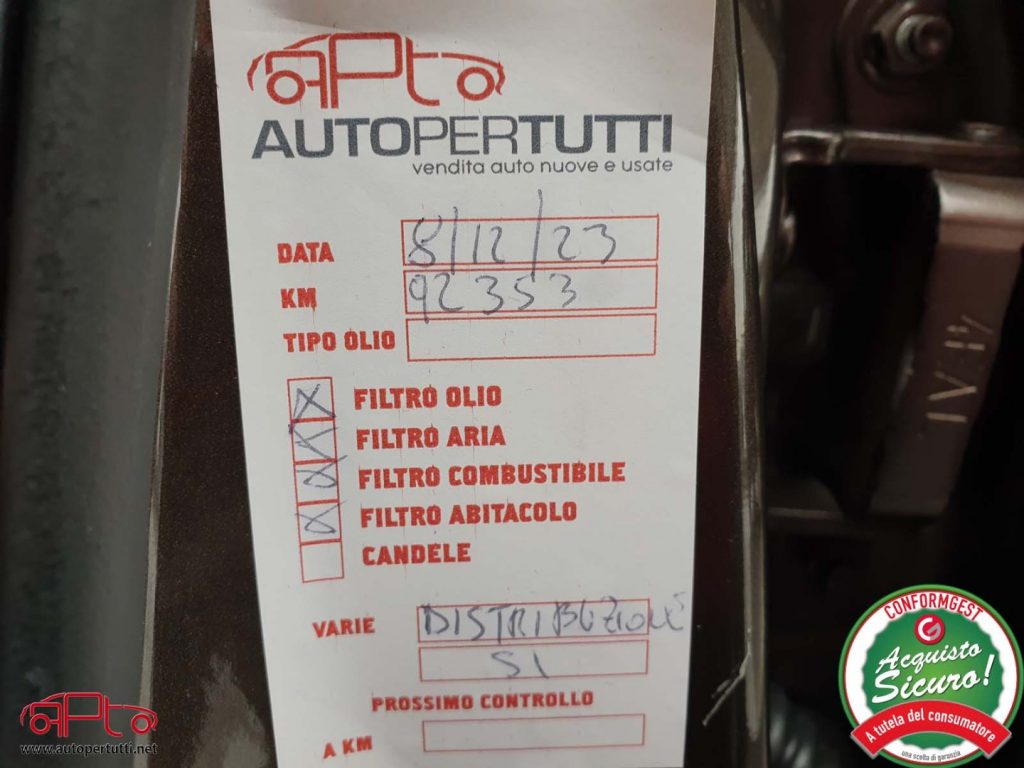 APto
AUTOPERTUTTI
vendita auto nuove e usate
DATA 8/12/23
KM 92353
TIPO OLIO
FILTRO OLIO
FILTRO ARIA
FILTRO COMBUSTIBILE
FILTRO ABITACOLO
CANDELE
VARIE DISTRIBUZIONE
SI
PROSSIMO CONTROLLO
A KM
APto
www.autopertutti.net
CONFORMGEST
Acquisto
Sicuro!
A tutela del consumatore
una scelta di garanzia